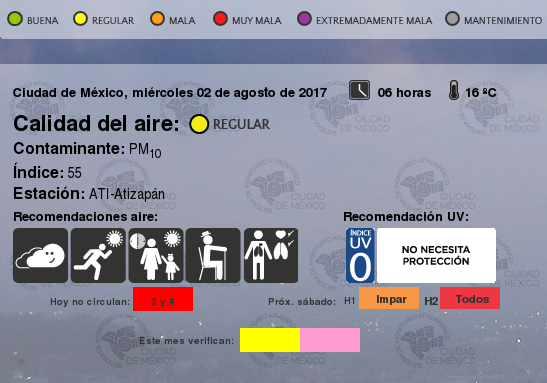 BUENA REGULAR MALA MUY MALA EXTREMADAMENTE MALA MANTENIMIENTO
Ciudad de México, miércoles 02 de agosto de 2017 06 horas 16 ºC
Calidad del aire: REGULAR
Contaminante: PM10
Índice: 55
Estación: ATI-Atizapán
Recomendaciones aire: Recomendación UV:
ÍNDICE
UV
0
NO NECESITA
PROTECCIÓN
Hoy no circulan: 3 y 4 Próx. sábado: H1 Impar H2 Todos
Este mes verifican:
CIUDAD
DE MÉXICO